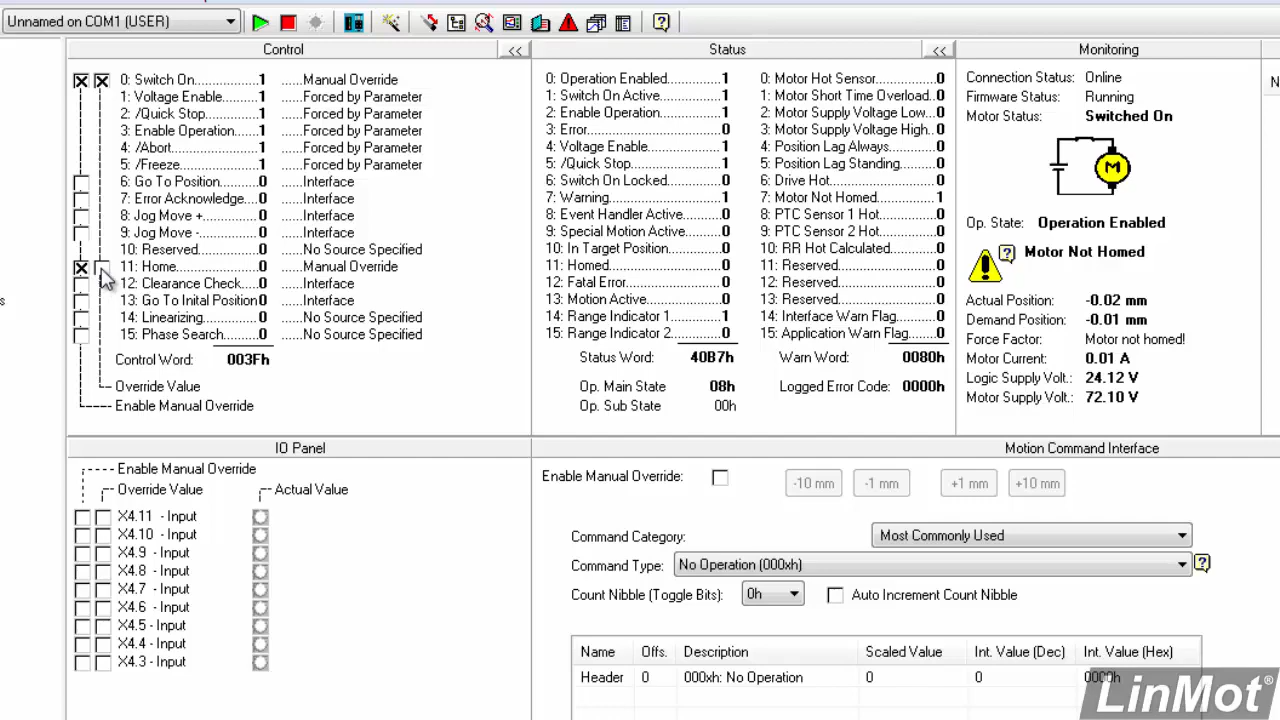 Unnamed on COM1 (USER)
Control
<<
0: Switch On.............1 ......Manual Override
1: Voltage Enable........1 ......Forced by Parameter
2: /Quick Stop...........1 ......Forced by Parameter
3: Enable Operation......1 ......Forced by Parameter
4: /Abort................1 ......Forced by Parameter
5: /Freeze...............1 ......Forced by Parameter
6: Go To Position........0 ......Interface
7: Error Acknowledge.....0 ......Interface
8: Jog Move +............0 ......Interface
9: Jog Move -............0 ......Interface
10: Reserved.............0 ......No Source Specified
11: Home.................0 ......Manual Override
12: Clearance Check......0 ......Interface
13: Go To Inital Position0 ......Interface
14: Linearizing..........0 ......No Source Specified
15: Phase Search.........0 ......No Source Specified
Control Word: 003Fh
Override Value
Enable Manual Override
Status
<<
0: Operation Enabled.............1
1: Switch On Active..............1
2: Enable Operation..............1
3: Error.........................0
4: Voltage Enable................1
5: /Quick Stop...................1
6: Switch On Locked..............0
7: Warning.......................1
8: Event Handler Active..........0
9: Special Motion Active.........0
10: In Target Position...........0
11: Homed........................0
12: Fatal Error..................0
13: Motion Active................0
14: Range Indicator 1............1
15: Range Indicator 2............0
Status Word: 40B7h
Op. Main State 08h
Op. Sub State 00h
0: Motor Hot Sensor..............0
1: Motor Short Time Overload..0
2: Motor Supply Voltage Low...0
3: Motor Supply Voltage High..0
4: Position Lag Always...........0
5: Position Lag Standing.........0
6: Drive Hot.....................0
7: Motor Not Homed...............1
8: PTC Sensor 1 Hot..............0
9: PTC Sensor 2 Hot..............0
10: RR Hot Calculated............0
11: Reserved.....................0
12: Reserved.....................0
13: Reserved.....................0
14: Interface Warn Flag..........0
15: Application Warn Flag........0
Warn Word: 0080h
Logged Error Code: 0000h
Monitoring
Connection Status: Online
Firmware Status: Running
Motor Status: Switched On
M
Op. State: Operation Enabled
Motor Not Homed
Actual Position: -0.02 mm
Demand Position: -0.01 mm
Force Factor: Motor not homed!
Motor Current: 0.01 A
Logic Supply Volt.: 24.12 V
Motor Supply Volt.: 72.10 V
N
s
IO Panel
Enable Manual Override
Override Value
Actual Value
X4.11 - Input
X4.10 - Input
X4.9 - Input
X4.8 - Input
X4.7 - Input
X4.6 - Input
X4.5 - Input
X4.4 - Input
X4.3 - Input
Motion Command Interface
Enable Manual Override: -10 mm -1 mm +1 mm +10 mm
Command Category: Most Commonly Used
Command Type: No Operation (000xh)
Count Nibble (Toggle Bits): 0h Auto Increment Count Nibble
Name Offs. Description Scaled Value Int. Value (Dec) Int. Value (Hex)
Header 0 000xh: No Operation 0 0 0000h
LinMot®